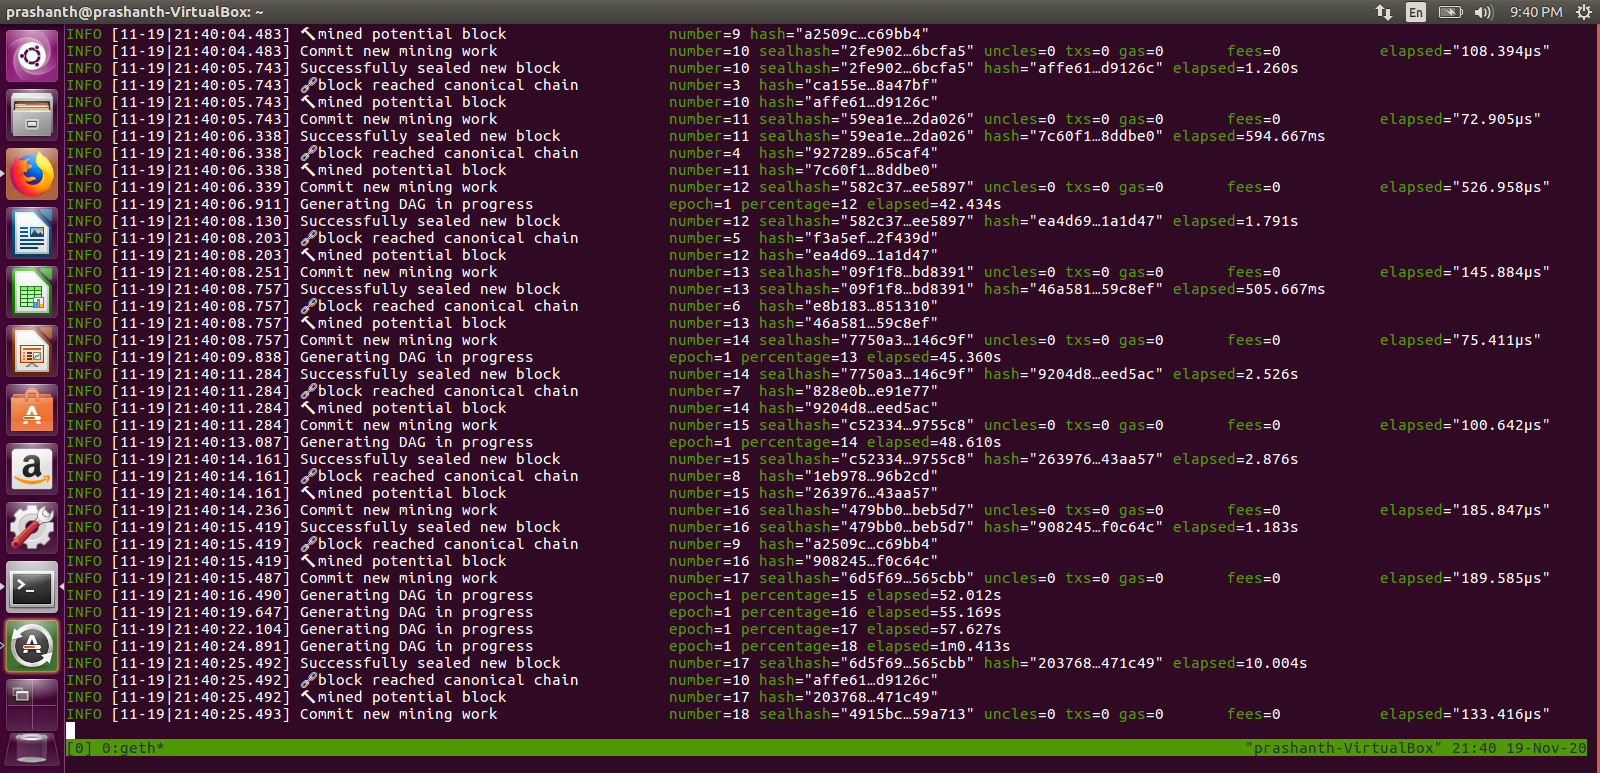 prashanth@prashanth-VirtualBox: ~
En
9:40 PM
INFO [11-19|21:40:04.483] 🔨mined potential block number=9 hash="a2509c…c69bb4"
INFO [11-19|21:40:04.483] Commit new mining work number=10 sealhash="2fe902…6bcfa5" uncles=0 txs=0 gas=0 fees=0 elapsed="108.394µs"
INFO [11-19|21:40:05.743] Successfully sealed new block number=10 sealhash="2fe902…6bcfa5" hash="affe61…d9126c" elapsed=1.260s
INFO [11-19|21:40:05.743] 🔗block reached canonical chain number=3 hash="ca155e…8a47bf"
INFO [11-19|21:40:05.743] 🔨mined potential block number=10 hash="affe61…d9126c"
INFO [11-19|21:40:05.743] Commit new mining work number=11 sealhash="59ea1e…2da026" uncles=0 txs=0 gas=0 fees=0 elapsed="72.905µs"
INFO [11-19|21:40:06.338] Successfully sealed new block number=11 sealhash="59ea1e…2da026" hash="7c60f1…8ddbe0" elapsed=594.667ms
INFO [11-19|21:40:06.338] 🔗block reached canonical chain number=4 hash="927289…65caf4"
INFO [11-19|21:40:06.338] 🔨mined potential block number=11 hash="7c60f1…8ddbe0"
INFO [11-19|21:40:06.339] Commit new mining work number=12 sealhash="582c37…ee5897" uncles=0 txs=0 gas=0 fees=0 elapsed="526.958µs"
INFO [11-19|21:40:06.911] Generating DAG in progress epoch=1 percentage=12 elapsed=42.434s
INFO [11-19|21:40:08.130] Successfully sealed new block number=12 sealhash="582c37…ee5897" hash="ea4d69…1a1d47" elapsed=1.791s
INFO [11-19|21:40:08.203] 🔗block reached canonical chain number=5 hash="f3a5ef…2f439d"
INFO [11-19|21:40:08.203] 🔨mined potential block number=12 hash="ea4d69…1a1d47"
INFO [11-19|21:40:08.251] Commit new mining work number=13 sealhash="09f1f8…bd8391" uncles=0 txs=0 gas=0 fees=0 elapsed="145.884µs"
INFO [11-19|21:40:08.757] Successfully sealed new block number=13 sealhash="09f1f8…bd8391" hash="46a581…59c8ef" elapsed=505.667ms
INFO [11-19|21:40:08.757] 🔗block reached canonical chain number=6 hash="e8b183…851310"
INFO [11-19|21:40:08.757] 🔨mined potential block number=13 hash="46a581…59c8ef"
INFO [11-19|21:40:08.757] Commit new mining work number=14 sealhash="7750a3…146c9f" uncles=0 txs=0 gas=0 fees=0 elapsed="75.411µs"
INFO [11-19|21:40:09.838] Generating DAG in progress epoch=1 percentage=13 elapsed=45.360s
INFO [11-19|21:40:11.284] Successfully sealed new block number=14 sealhash="7750a3…146c9f" hash="9204d8…eed5ac" elapsed=2.526s
INFO [11-19|21:40:11.284] 🔗block reached canonical chain number=7 hash="828e0b…e91e77"
INFO [11-19|21:40:11.284] 🔨mined potential block number=14 hash="9204d8…eed5ac"
INFO [11-19|21:40:11.284] Commit new mining work number=15 sealhash="c52334…9755c8" uncles=0 txs=0 gas=0 fees=0 elapsed="100.642µs"
INFO [11-19|21:40:13.087] Generating DAG in progress epoch=1 percentage=14 elapsed=48.610s
INFO [11-19|21:40:14.161] Successfully sealed new block number=15 sealhash="c52334…9755c8" hash="263976…43aa57" elapsed=2.876s
INFO [11-19|21:40:14.161] 🔗block reached canonical chain number=8 hash="1eb978…96b2cd"
INFO [11-19|21:40:14.161] 🔨mined potential block number=15 hash="263976…43aa57"
INFO [11-19|21:40:14.236] Commit new mining work number=16 sealhash="479bb0…beb5d7" uncles=0 txs=0 gas=0 fees=0 elapsed="185.847µs"
INFO [11-19|21:40:15.419] Successfully sealed new block number=16 sealhash="479bb0…beb5d7" hash="908245…f0c64c" elapsed=1.183s
INFO [11-19|21:40:15.419] 🔗block reached canonical chain number=9 hash="a2509c…c69bb4"
INFO [11-19|21:40:15.419] 🔨mined potential block number=16 hash="908245…f0c64c"
INFO [11-19|21:40:15.487] Commit new mining work number=17 sealhash="6d5f69…565cbb" uncles=0 txs=0 gas=0 fees=0 elapsed="189.585µs"
INFO [11-19|21:40:16.490] Generating DAG in progress epoch=1 percentage=15 elapsed=52.012s
INFO [11-19|21:40:19.647] Generating DAG in progress epoch=1 percentage=16 elapsed=55.169s
INFO [11-19|21:40:22.104] Generating DAG in progress epoch=1 percentage=17 elapsed=57.627s
INFO [11-19|21:40:24.891] Generating DAG in progress epoch=1 percentage=18 elapsed=1m0.413s
INFO [11-19|21:40:25.492] Successfully sealed new block number=17 sealhash="6d5f69…565cbb" hash="203768…471c49" elapsed=10.004s
INFO [11-19|21:40:25.492] 🔗block reached canonical chain number=10 hash="affe61…d9126c"
INFO [11-19|21:40:25.492] 🔨mined potential block number=17 hash="203768…471c49"
INFO [11-19|21:40:25.493] Commit new mining work number=18 sealhash="4915bc…59a713" uncles=0 txs=0 gas=0 fees=0 elapsed="133.416µs"
[0] 0:geth* "prashanth-VirtualBox" 21:40 19-Nov-20